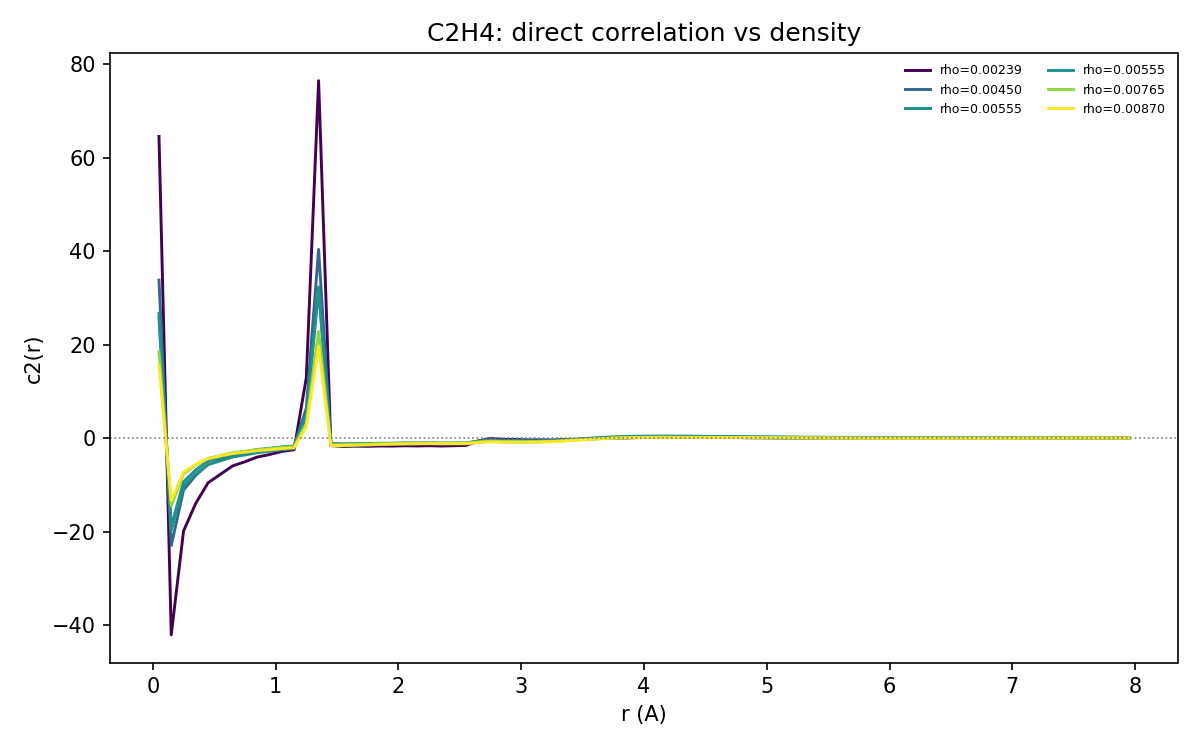 C2H4: direct correlation vs density
rho=0.00239
rho=0.00450
rho=0.00555
rho=0.00555
rho=0.00765
rho=0.00870
c2(r)
80
60
40
20
0
−20
−40
0 1 2 3 4 5 6 7 8
r (A)